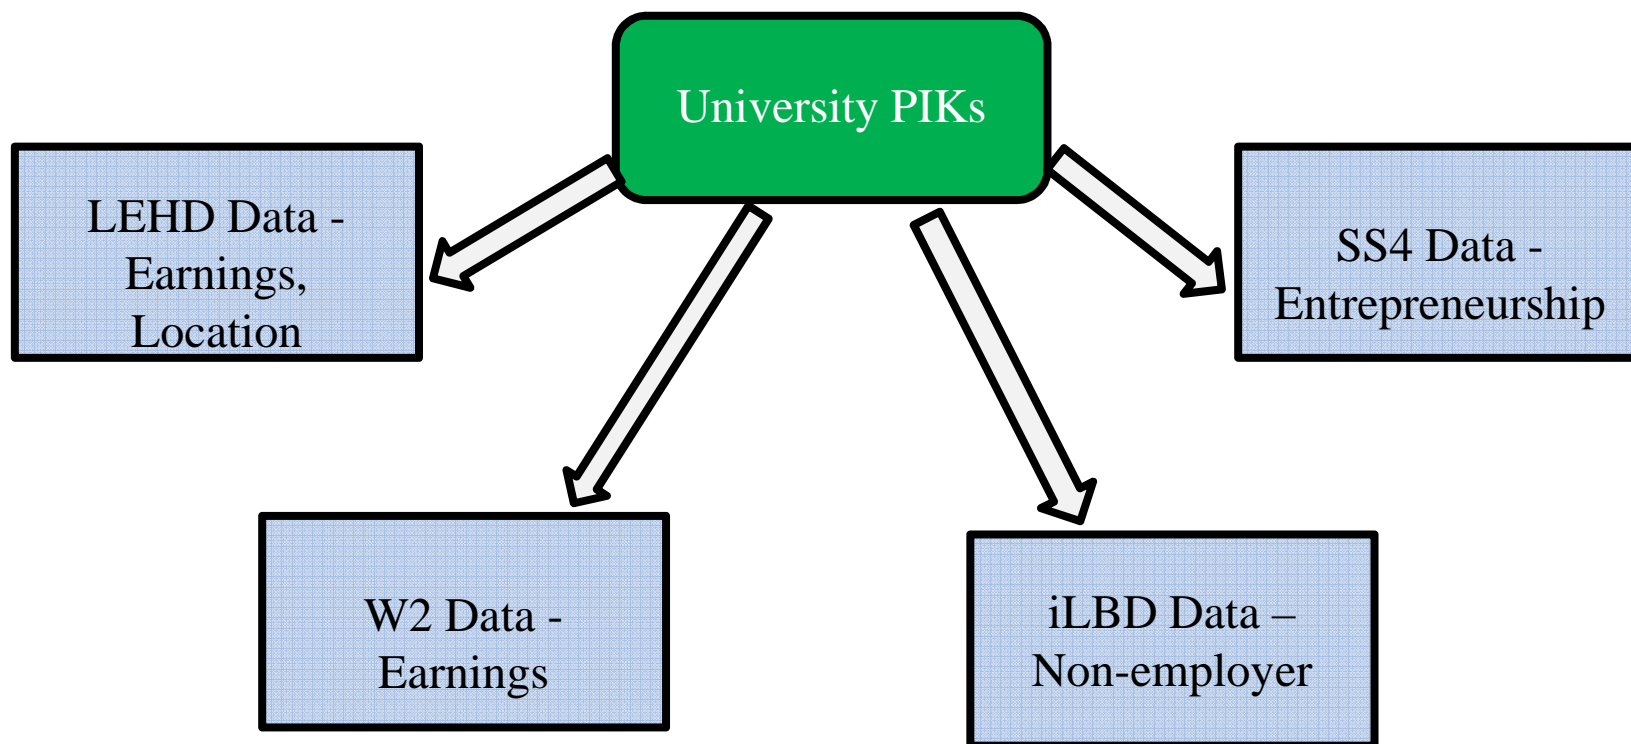 University PIKs
LEHD Data -
Earnings,
Location
SS4 Data -
Entrepreneurship
W2 Data -
Earnings
iLBD Data –
Non-employer